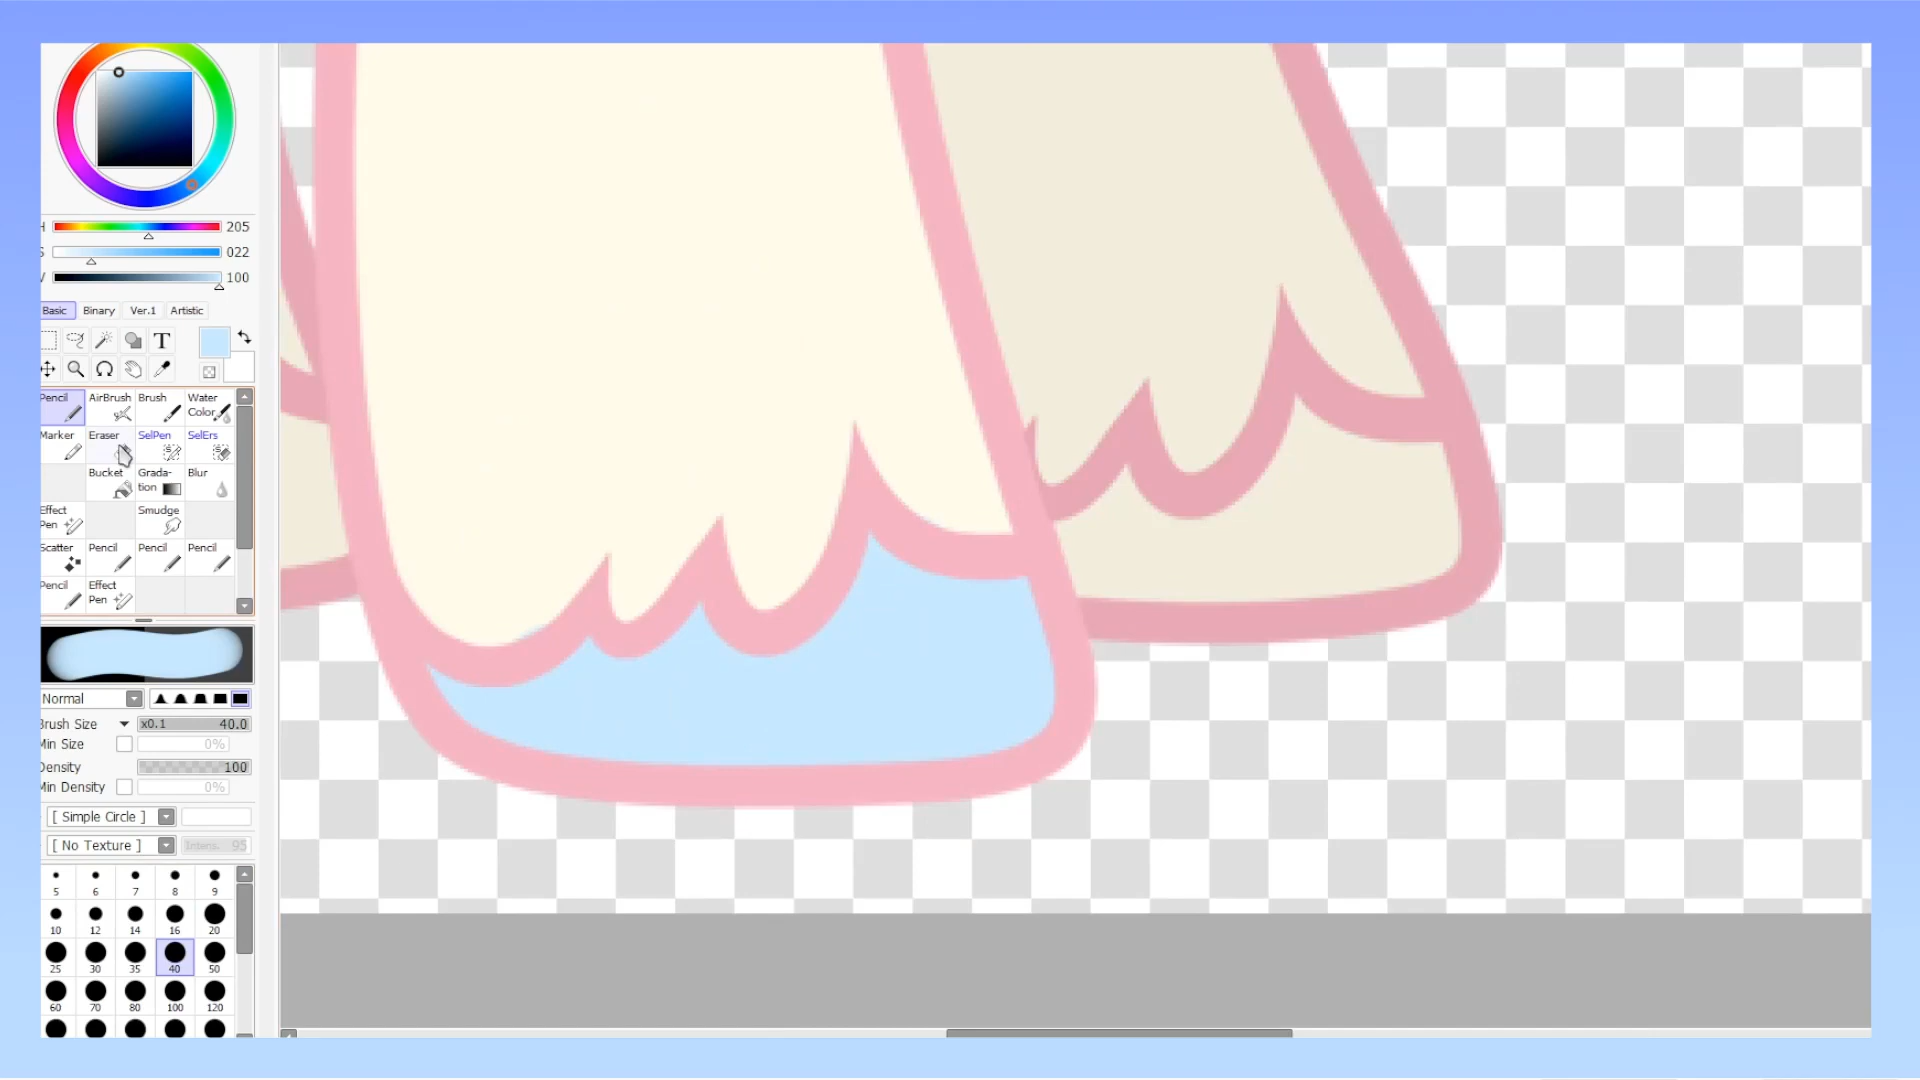 H 205
S 022
V 100
Basic Binary Ver.1 Artistic
T
Pencil AirBrush Brush Water Color
Marker Eraser SelPen SelErs
Bucket Grada-tion Blur
Effect Pen Smudge
Scatter Pencil Pencil Pencil
Pencil Effect Pen
Normal
Brush Size x0.1 40.0
Min Size 0%
Density 100
Min Density 0%
[ Simple Circle ]
[ No Texture ] Intens. 95
5 6 7 8 9
10 12 14 16 20
25 30 35 40 50
60 70 80 100 120